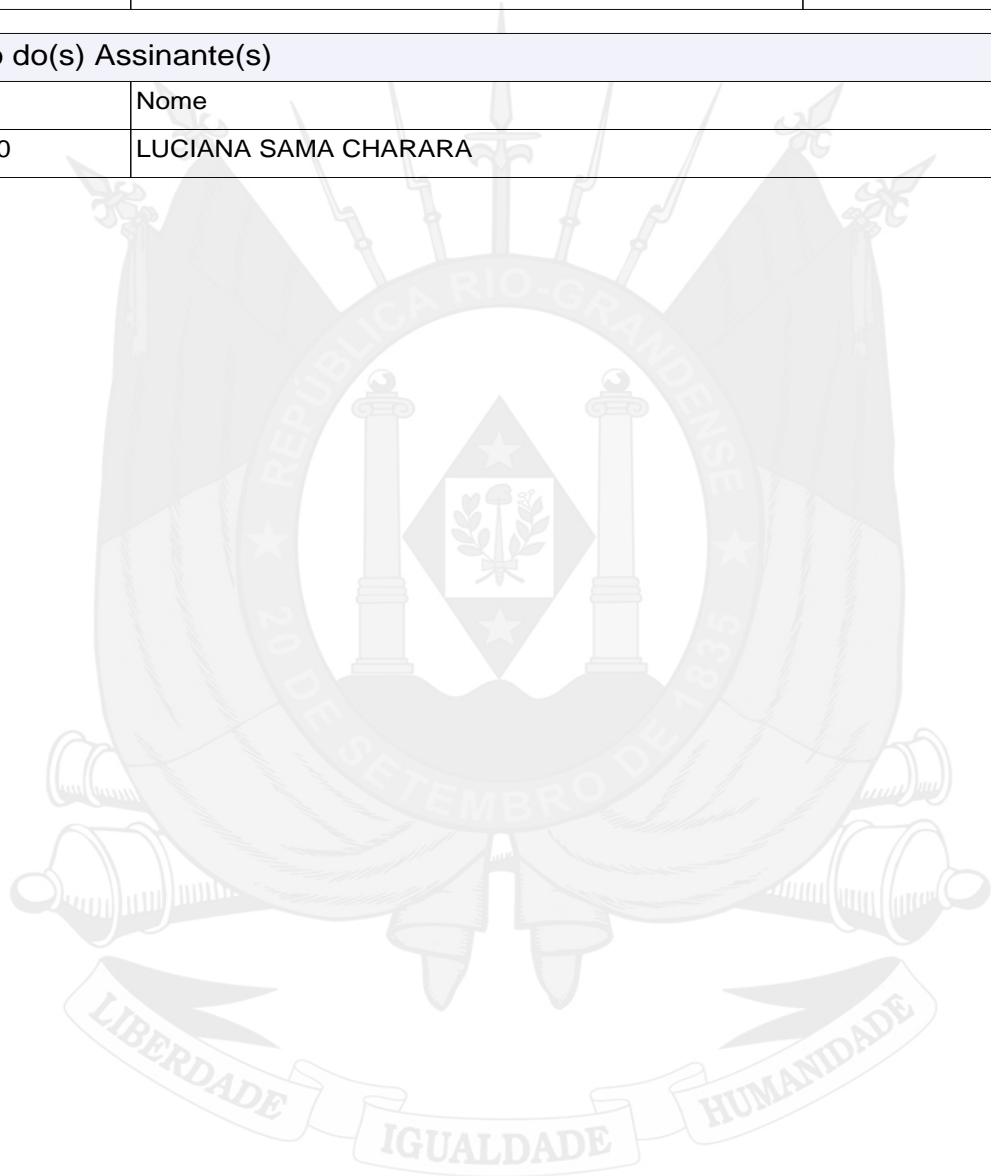 o do(s) Assinante(s)
Nome
0 LUCIANA SAMA CHARARA
REPÚBLICA RIO-GRANDENSE
20 DE SETEMBRO DE 1835
LIBERDADE IGUALDADE HUMANIDADE